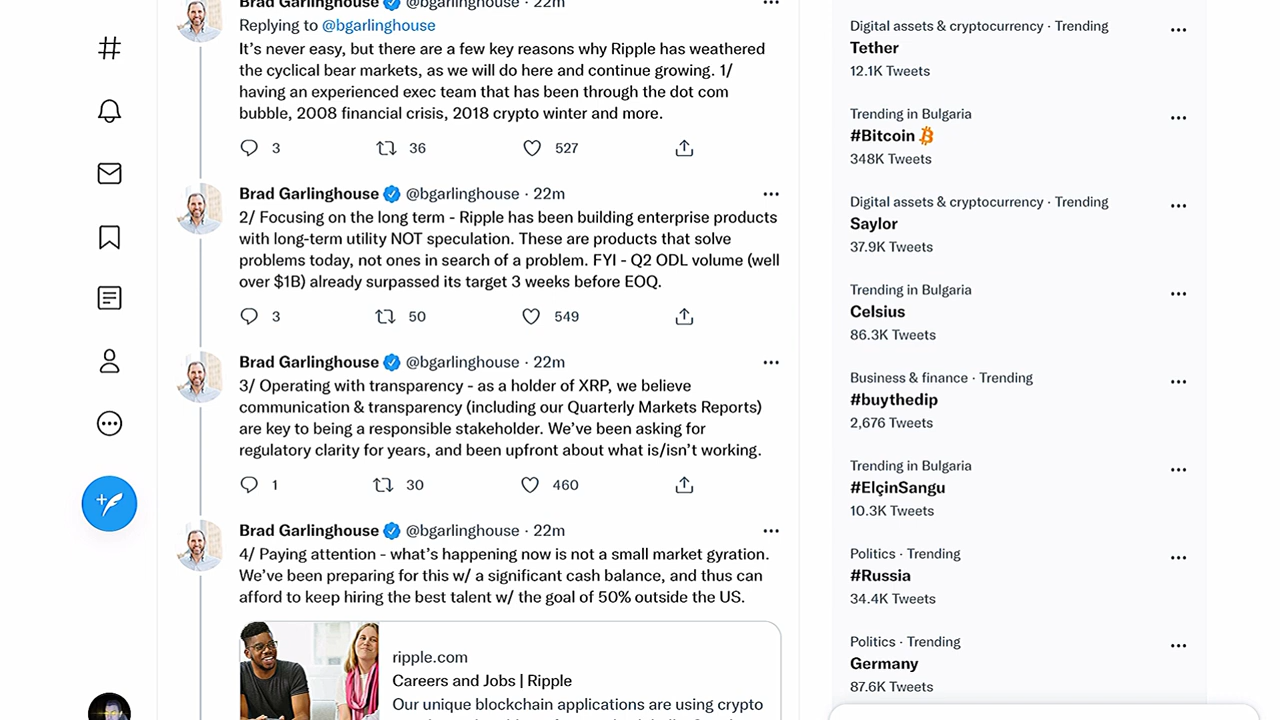 Brad Garlinghouse @bgarlinghouse · 22m
Replying to @bgarlinghouse
It's never easy, but there are a few key reasons why Ripple has weathered
the cyclical bear markets, as we will do here and continue growing. 1/
having an experienced exec team that has been through the dot com
bubble, 2008 financial crisis, 2018 crypto winter and more.
3 36 527
Brad Garlinghouse @bgarlinghouse · 22m
2/ Focusing on the long term - Ripple has been building enterprise products
with long-term utility NOT speculation. These are products that solve
problems today, not ones in search of a problem. FYI - Q2 ODL volume (well
over $1B) already surpassed its target 3 weeks before EOQ.
3 50 549
Brad Garlinghouse @bgarlinghouse · 22m
3/ Operating with transparency - as a holder of XRP, we believe
communication & transparency (including our Quarterly Markets Reports)
are key to being a responsible stakeholder. We've been asking for
regulatory clarity for years, and been upfront about what is/isn't working.
1 30 460
Brad Garlinghouse @bgarlinghouse · 22m
4/ Paying attention - what's happening now is not a small market gyration.
We've been preparing for this w/ a significant cash balance, and thus can
afford to keep hiring the best talent w/ the goal of 50% outside the US.
ripple.com
Careers and Jobs | Ripple
Our unique blockchain applications are using crypto
Digital assets & cryptocurrency · Trending
Tether
12.1K Tweets
Trending in Bulgaria
#Bitcoin
348K Tweets
Digital assets & cryptocurrency · Trending
Saylor
37.9K Tweets
Trending in Bulgaria
Celsius
86.3K Tweets
Business & finance · Trending
#buythedip
2,676 Tweets
Trending in Bulgaria
#ElçinSangu
10.3K Tweets
Politics · Trending
#Russia
34.4K Tweets
Politics · Trending
Germany
87.6K Tweets